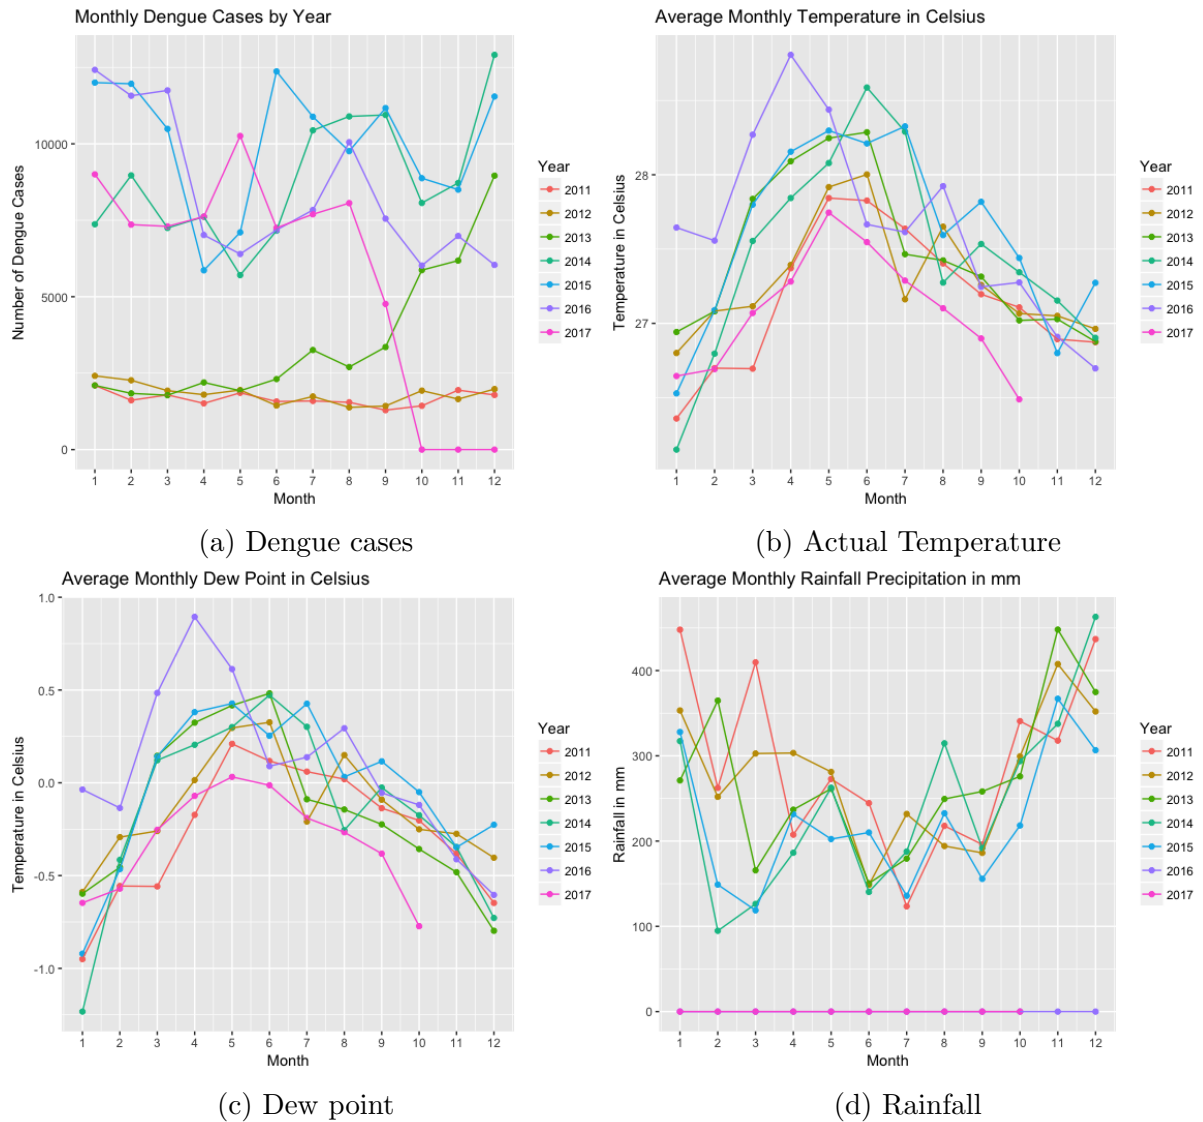 Monthly Dengue Cases by Year
Number of Dengue Cases
10000
5000
0
1 2 3 4 5 6 7 8 9 10 11 12
Month
Year
2011
2012
2013
2014
2015
2016
2017
(a) Dengue cases
Average Monthly Temperature in Celsius
Temperature in Celsius
28
27
1 2 3 4 5 6 7 8 9 10 11 12
Month
Year
2011
2012
2013
2014
2015
2016
2017
(b) Actual Temperature
Average Monthly Dew Point in Celsius
Temperature in Celsius
1.0
0.5
0.0
-0.5
-1.0
1 2 3 4 5 6 7 8 9 10 11 12
Month
Year
2011
2012
2013
2014
2015
2016
2017
(c) Dew point
Average Monthly Rainfall Precipitation in mm
Rainfall in mm
400
300
200
100
0
1 2 3 4 5 6 7 8 9 10 11 12
Month
Year
2011
2012
2013
2014
2015
2016
2017
(d) Rainfall